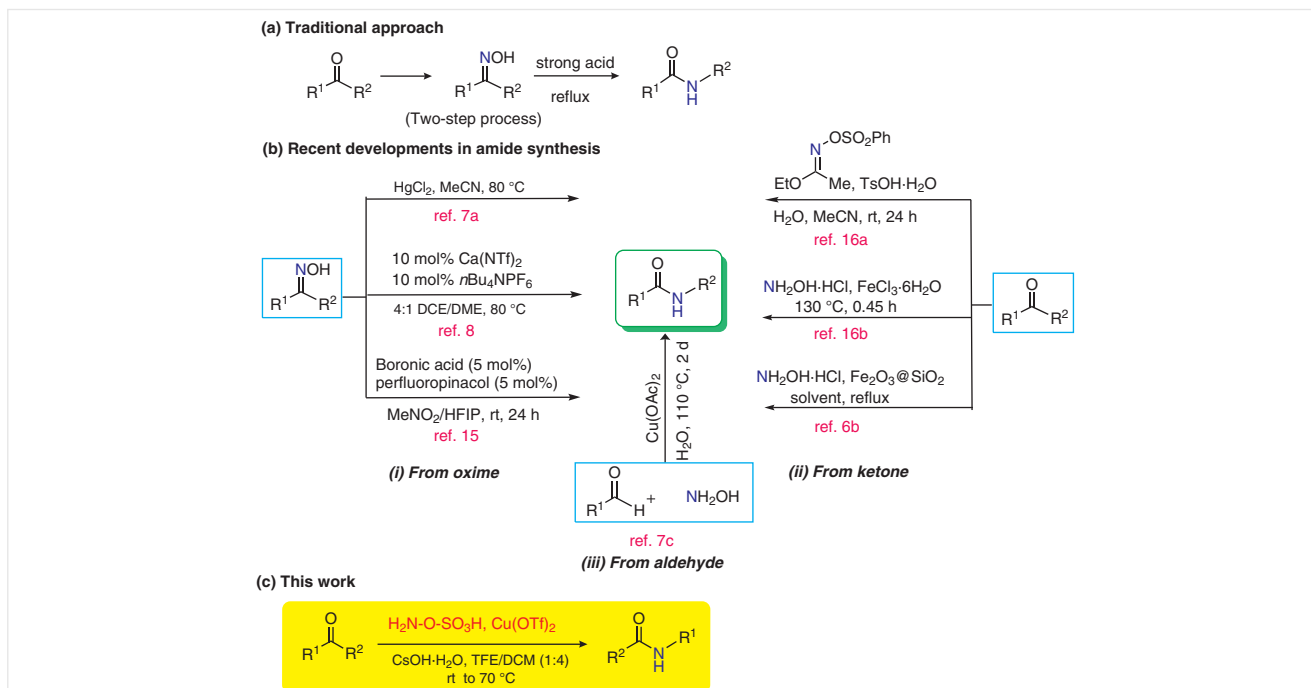 (a) Traditional approach
O
R¹ R²
NOH
R¹ R²
strong acid
reflux
O
R¹ N R²
H
(Two-step process)
(b) Recent developments in amide synthesis
HgCl₂, MeCN, 80 °C
ref. 7a
NOH
R¹ R²
10 mol% Ca(NTf)₂
10 mol% nBu₄NPF₆
4:1 DCE/DME, 80 °C
ref. 8
Boronic acid (5 mol%)
perfluoropinacol (5 mol%)
MeNO₂/HFIP, rt, 24 h
ref. 15
(i) From oxime
O
R¹ N R²
H
Cu(OAc)₂
H₂O, 110 °C, 2 d
O
R¹ H + NH₂OH
ref. 7c
(iii) From aldehyde
N OSO₂Ph
EtO Me, TsOH·H₂O
H₂O, MeCN, rt, 24 h
ref. 16a
NH₂OH·HCl, FeCl₃·6H₂O
130 °C, 0.45 h
ref. 16b
O
R¹ R²
NH₂OH·HCl, Fe₂O₃@SiO₂
solvent, reflux
ref. 6b
(ii) From ketone
(c) This work
O
R¹ R²
H₂N-O-SO₃H, Cu(OTf)₂
CsOH·H₂O, TFE/DCM (1:4)
rt to 70 °C
O
R² N R¹
H